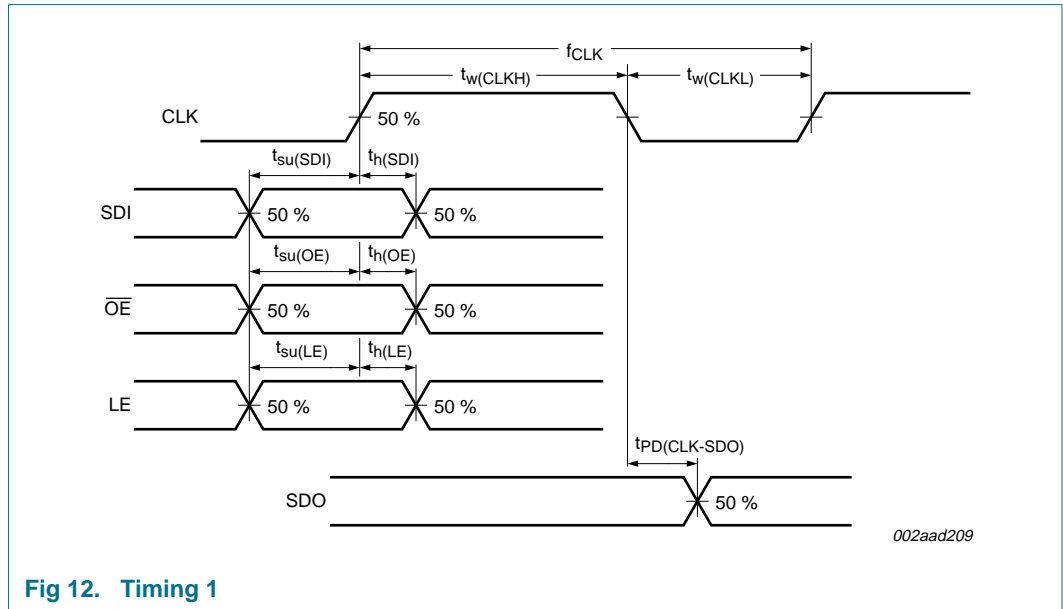 fCLK
tw(CLKH) tw(CLKL)
CLK 50 %
tsu(SDI) th(SDI)
SDI 50 % 50 %
tsu(OE) th(OE)
O̅E̅ 50 % 50 %
tsu(LE) th(LE)
LE 50 % 50 %
tPD(CLK-SDO)
SDO 50 %
002aad209
Fig 12. Timing 1